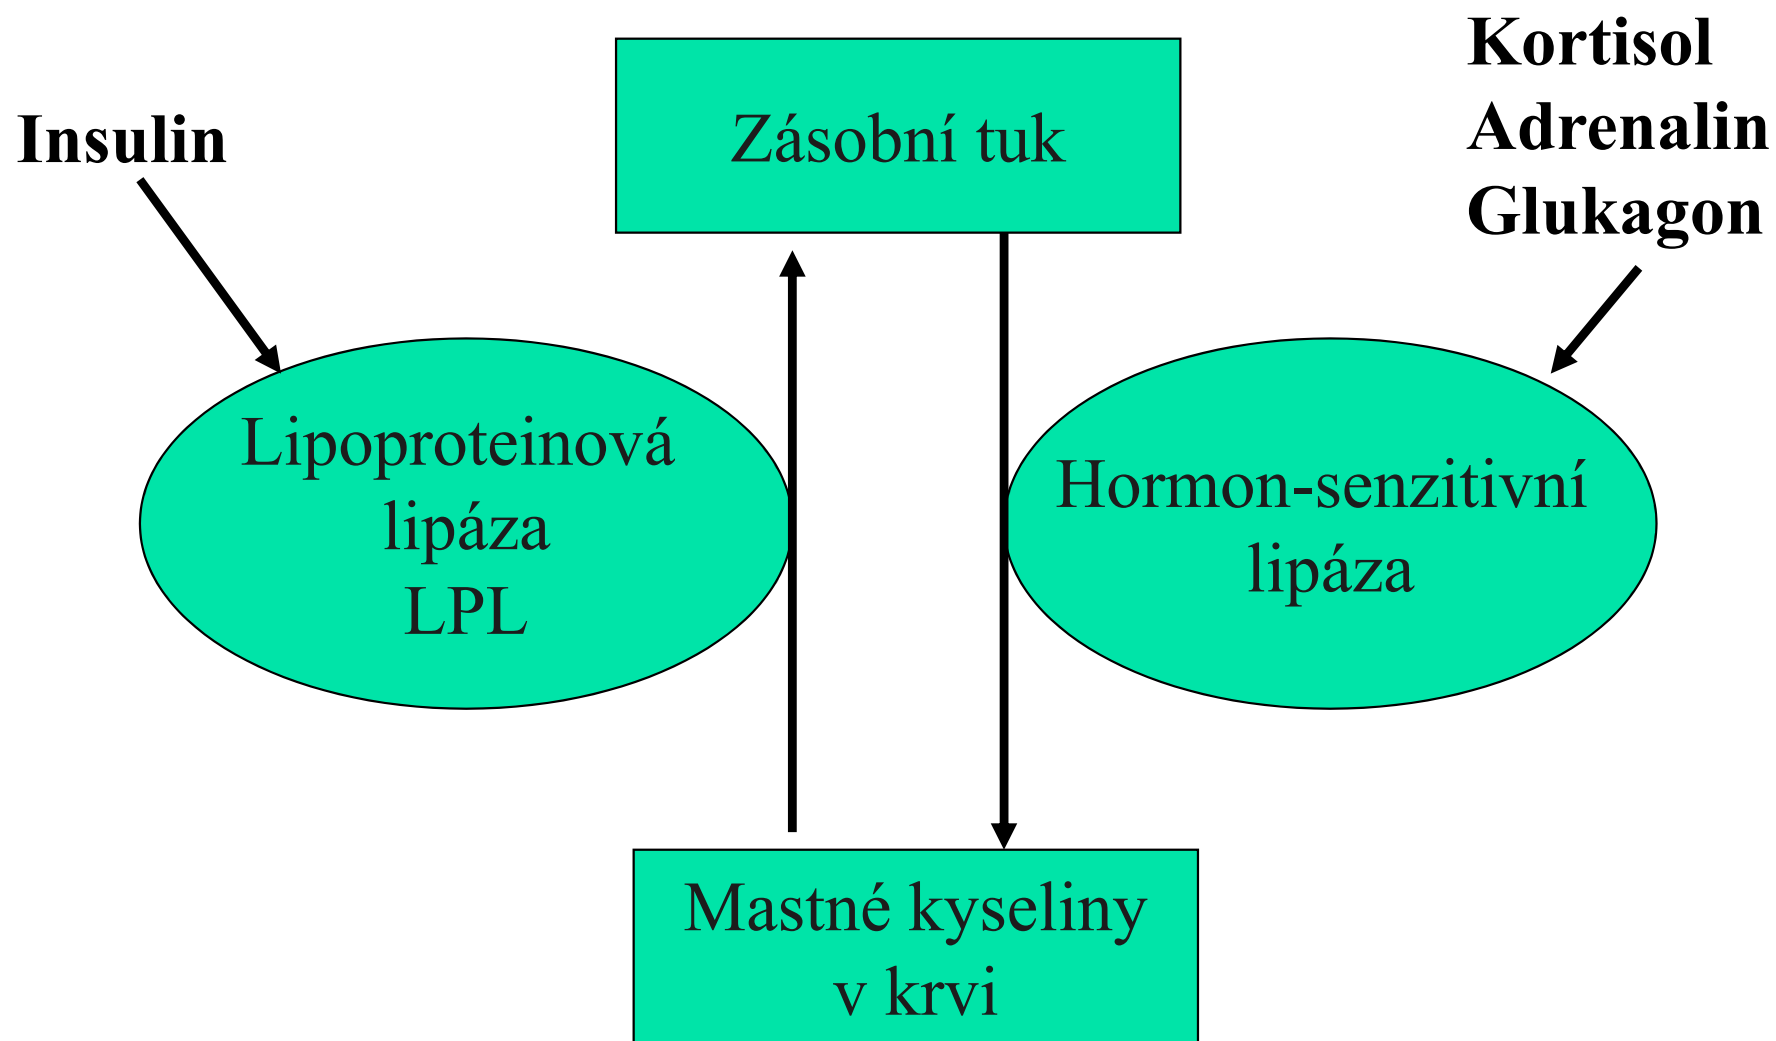 Kortisol
Adrenalin
Glukagon
Insulin
Zásobní tuk
Lipoproteinová
lipáza
LPL
Hormon-senzitivní
lipáza
Mastné kyseliny
v krvi